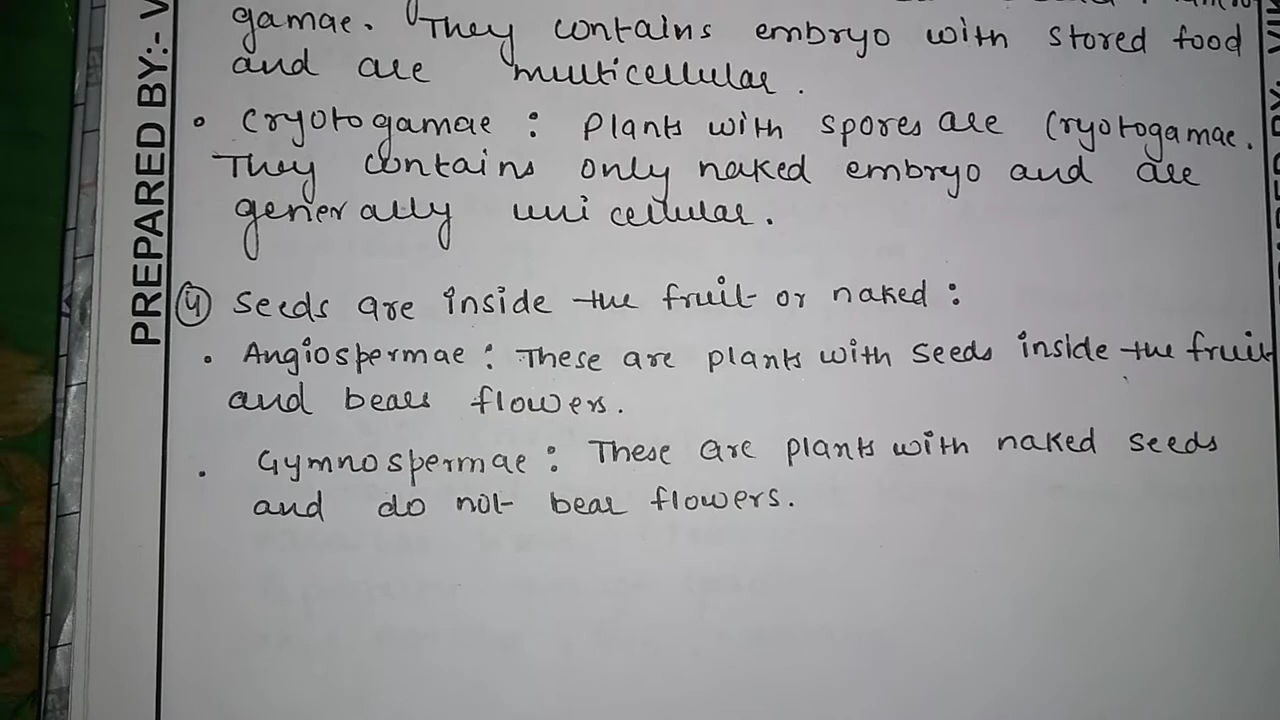 gamae. They contains embryo with stored food
and are multicellular.
• Cryotogamae : Plants with spores are Cryotogamae.
They contains only naked embryo and are
generally unicellular.
④ Seeds are inside the fruit or naked :
• Angiospermae : These are plants with seeds inside the fruit
and bears flowers.
• Gymnospermae : These are plants with naked seeds
and do not bear flowers.
PREPARED BY:- V